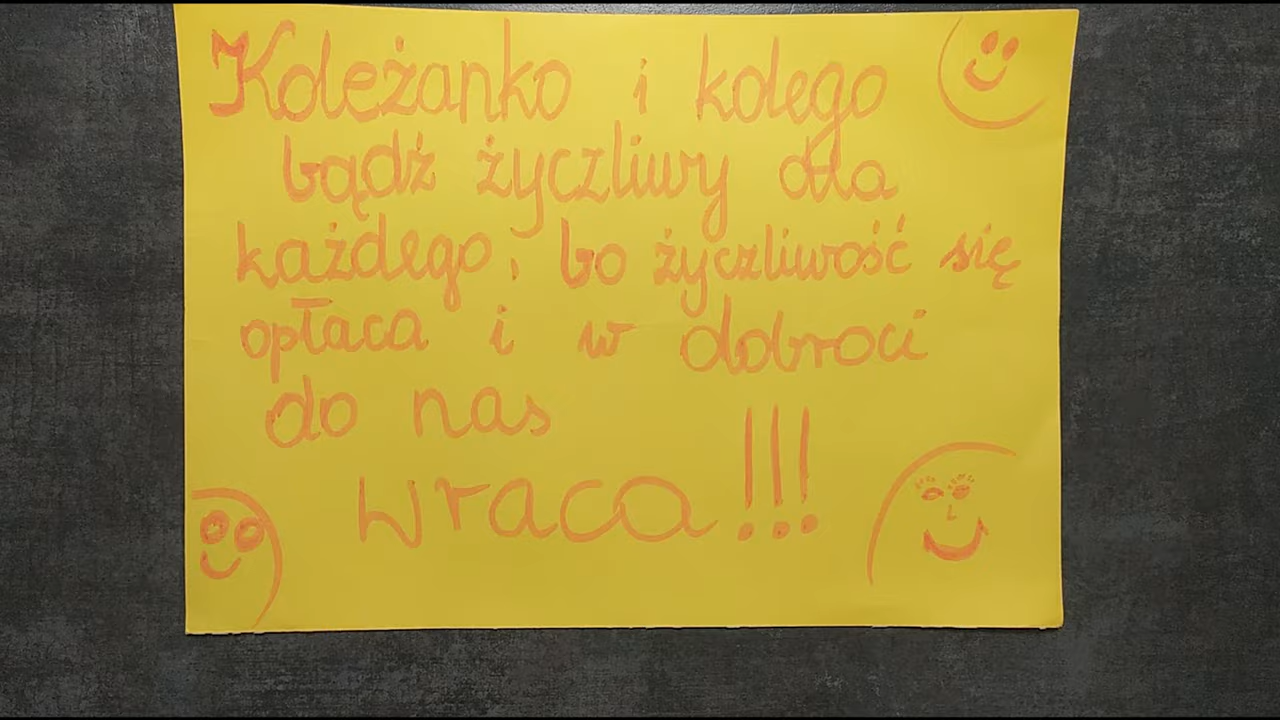 Koleżanko i kolego
bądź życzliwy dla
każdego, bo życzliwość się
opłaca i w dobroci
do nas
wraca!!!